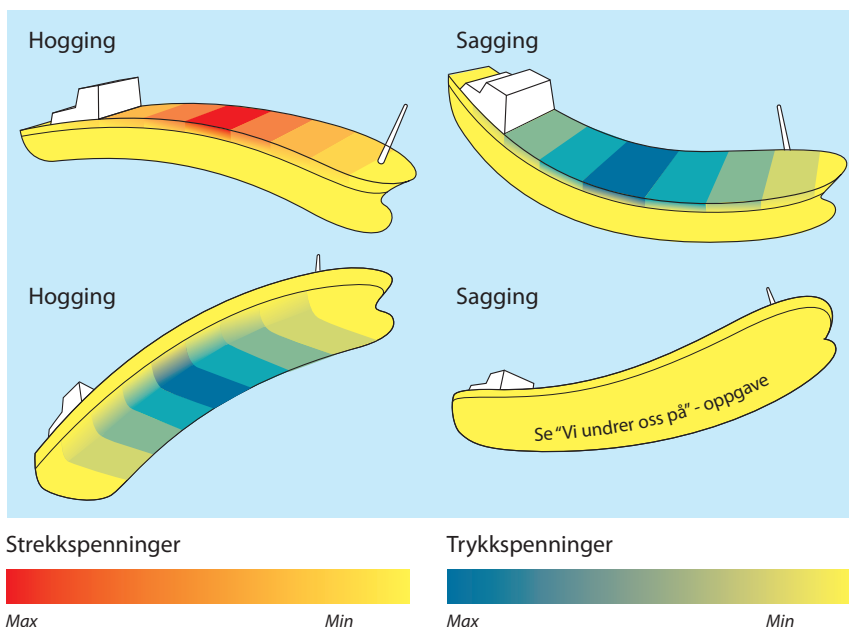 Hogging
Sagging
Hogging
Sagging
Se “Vi undrer oss på” - oppgave
Strekkspenninger
Trykkspenninger
Max
Min
Max
Min